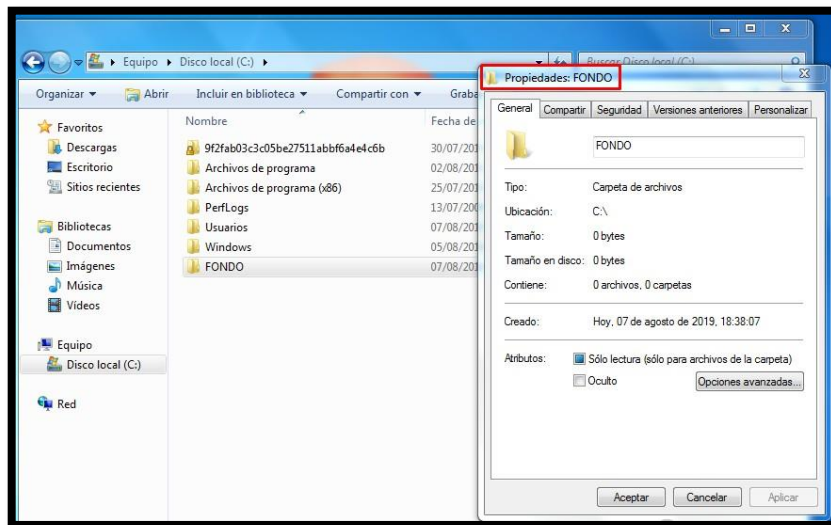 Equipo ▸ Disco local (C:) ▸
Buscar Disco local (C:)
Organizar ▾ Abrir Incluir en biblioteca ▾ Compartir con ▾ Graba
Nombre Fecha de
Favoritos
Descargas
Escritorio
Sitios recientes
Bibliotecas
Documentos
Imágenes
Música
Vídeos
Equipo
Disco local (C:)
Red
9f2fab03c3c05be27511abbf6a4e4c6b 30/07/201
Archivos de programa 02/08/201
Archivos de programa (x86) 25/07/201
PerfLogs 13/07/200
Usuarios 07/08/201
Windows 05/08/201
FONDO 07/08/201
Propiedades: FONDO
General Compartir Seguridad Versiones anteriores Personalizar
FONDO
Tipo: Carpeta de archivos
Ubicación: C:\
Tamaño: 0 bytes
Tamaño en disco: 0 bytes
Contiene: 0 archivos, 0 carpetas
Creado: Hoy, 07 de agosto de 2019, 18:38:07
Atributos: Sólo lectura (sólo para archivos de la carpeta)
Oculto Opciones avanzadas...
Aceptar Cancelar Aplicar